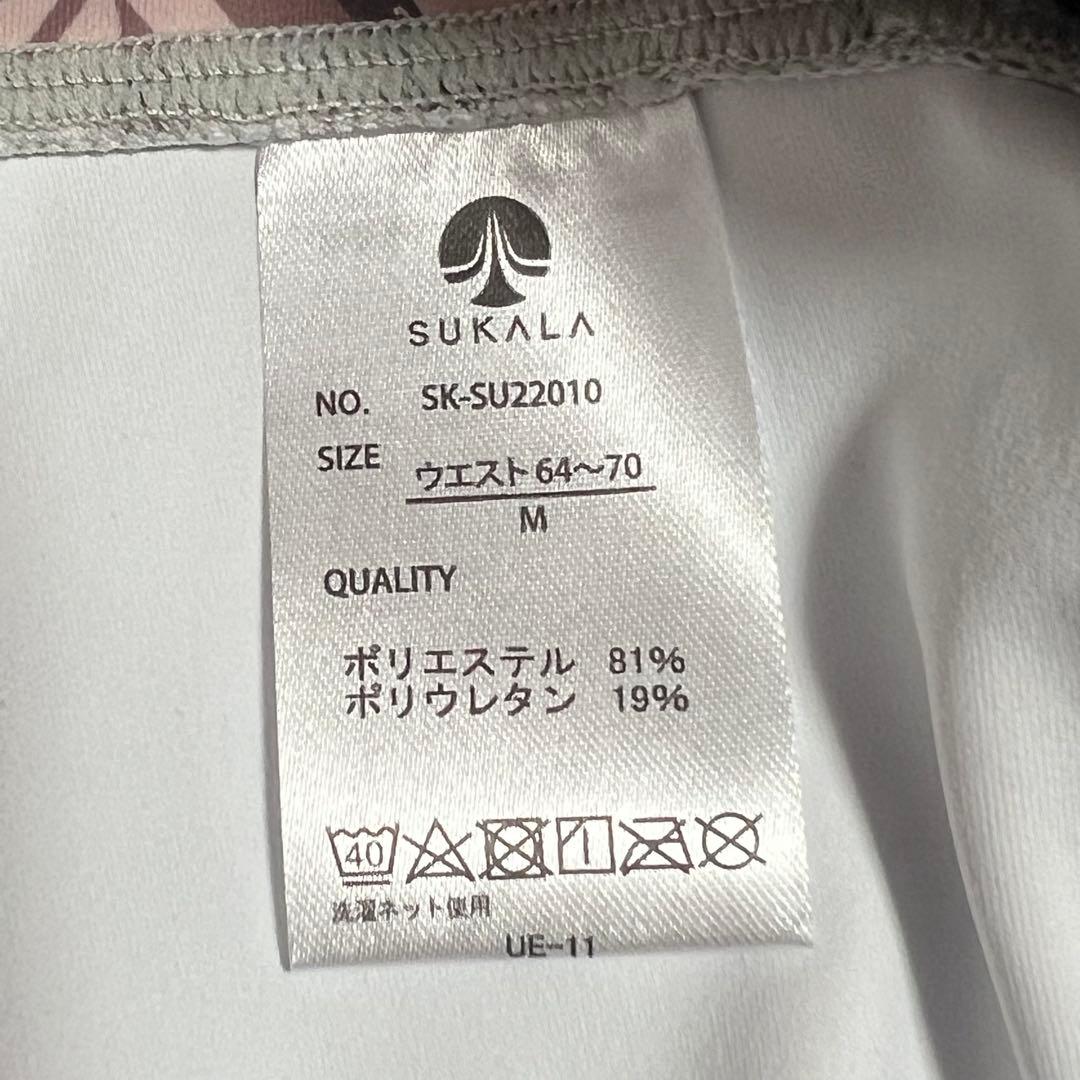 SUKALA
NO. SK-SU22010
SIZE ウエスト64〜70
M
QUALITY
ポリエステル 81%
ポリウレタン 19%
40
洗濯ネット使用
UE-11